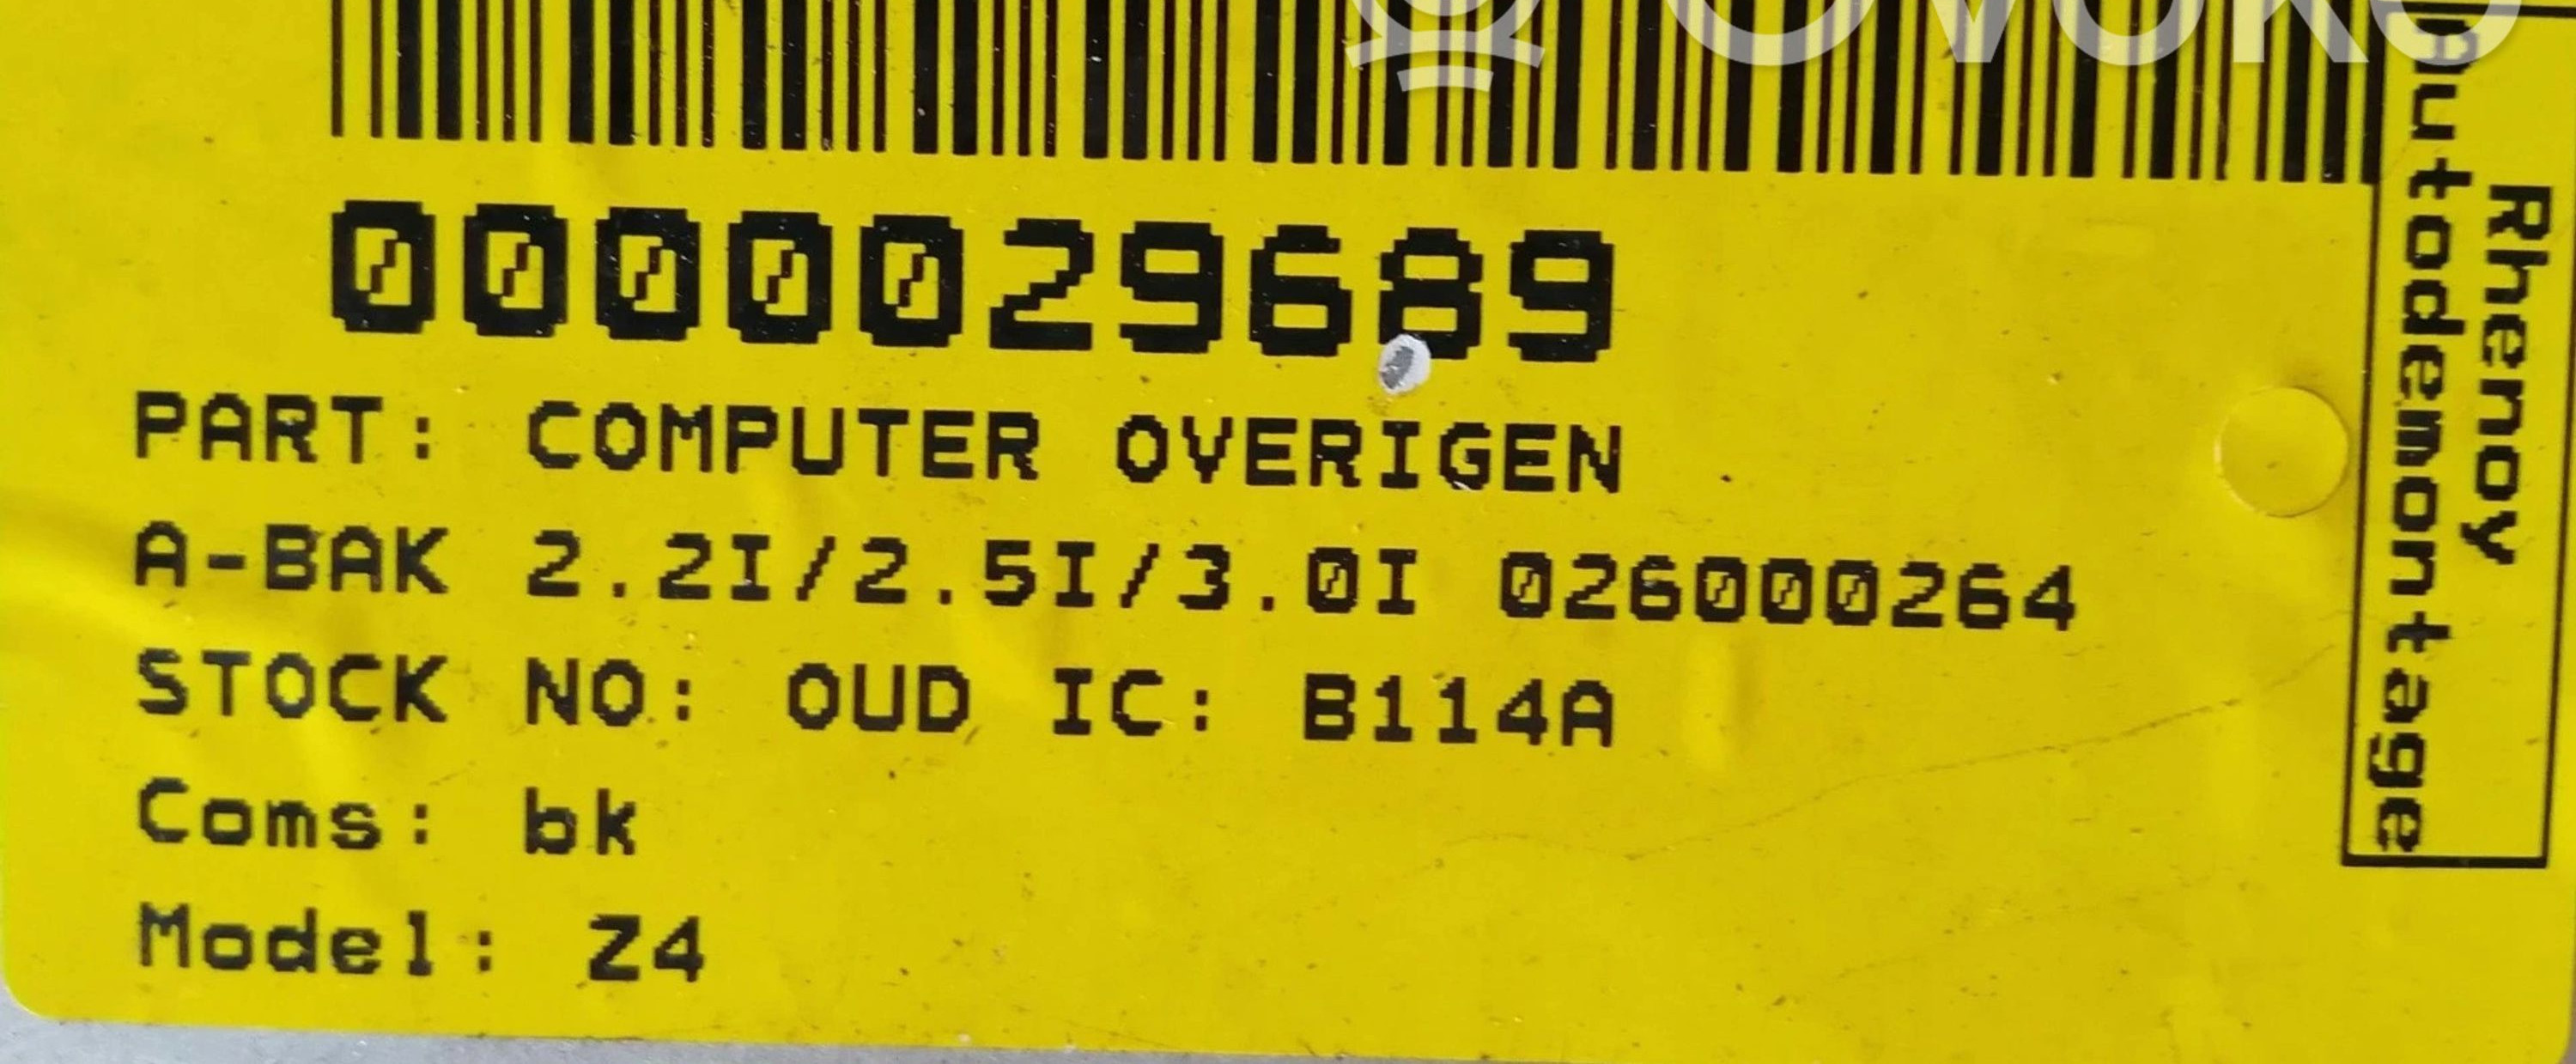 OVOKO
0000029689
PART: COMPUTER OVERIGEN
A-BAK 2.2I/2.5I/3.0I 026000264
STOCK NO: OUD IC: B114A
Coms: bk
Model: Z4
Rhenoy
Autodemontage